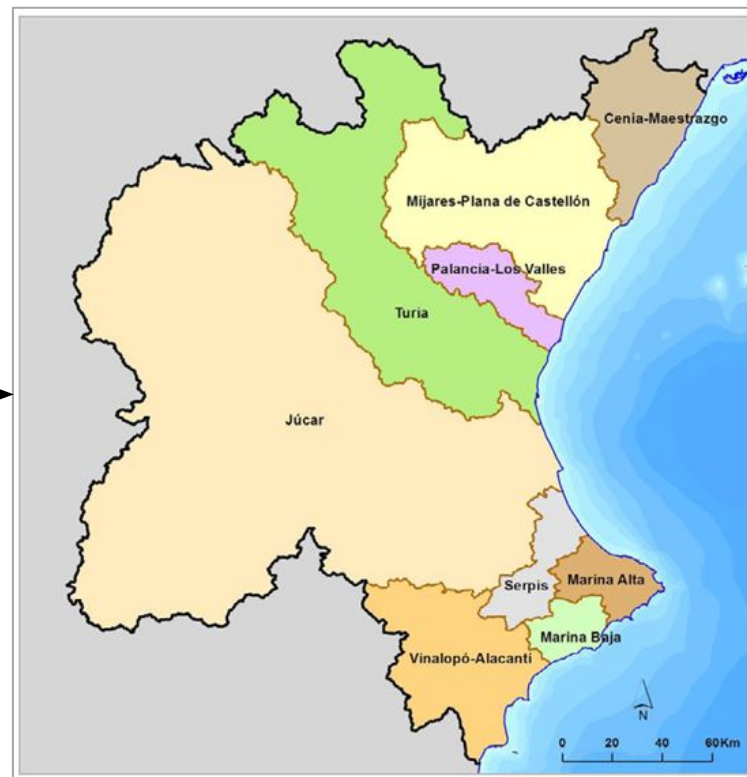 Cenia-Maestrazgo
Mijares-Plana de Castellón
Palancia-Los Valles
Turia
Júcar
Serpis
Marina Alta
Marina Baja
Vinalopó-Alacantí
N
0 20 40 60Km